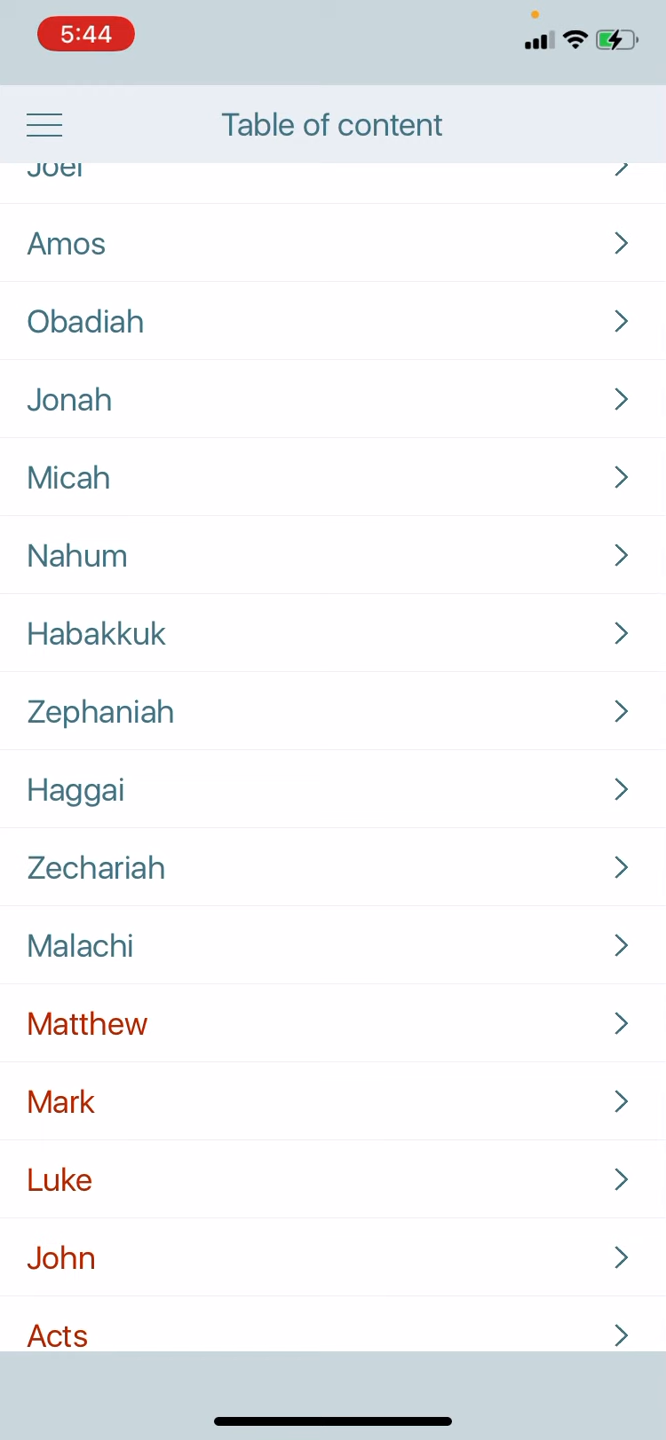 5:44
Table of content
Joel
Amos
Obadiah
Jonah
Micah
Nahum
Habakkuk
Zephaniah
Haggai
Zechariah
Malachi
Matthew
Mark
Luke
John
Acts